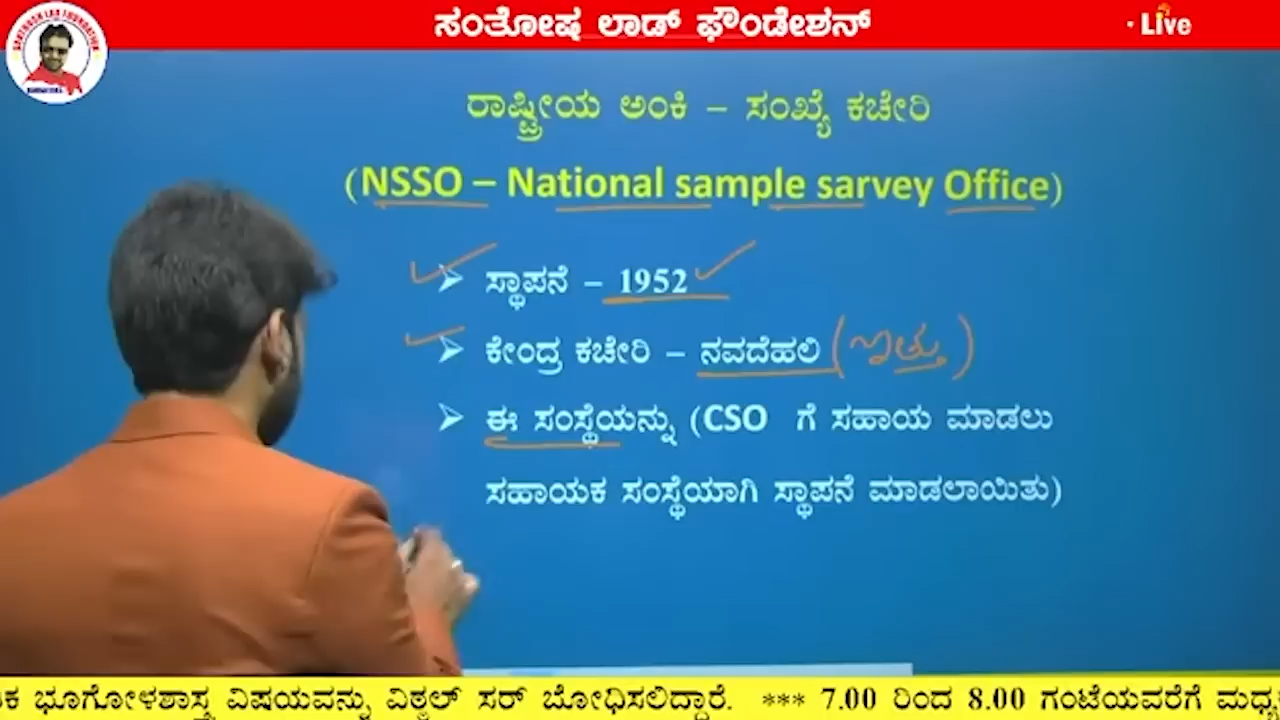 ಸಂತೋಷ ಲಾಡ್ ಫೌಂಡೇಶನ್
Live
ರಾಷ್ಟ್ರೀಯ ಅಂಕಿ – ಸಂಖ್ಯೆ ಕಚೇರಿ
(NSSO – National sample sarvey Office)
➢ ಸ್ಥಾಪನೆ – 1952
➢ ಕೇಂದ್ರ ಕಚೇರಿ – ನವದೆಹಲಿ (ಇತ್ತು)
➢ ಈ ಸಂಸ್ಥೆಯನ್ನು (CSO ಗೆ ಸಹಾಯ ಮಾಡಲು
ಸಹಾಯಕ ಸಂಸ್ಥೆಯಾಗಿ ಸ್ಥಾಪನೆ ಮಾಡಲಾಯಿತು)
ಭೂಗೋಳಶಾಸ್ತ್ರ ವಿಷಯವನ್ನು ವಿಠ್ಠಲ್ ಸರ್ ಬೋಧಿಸಲಿದ್ದಾರೆ. *** 7.00 ರಿಂದ 8.00 ಗಂಟೆಯವರೆಗೆ